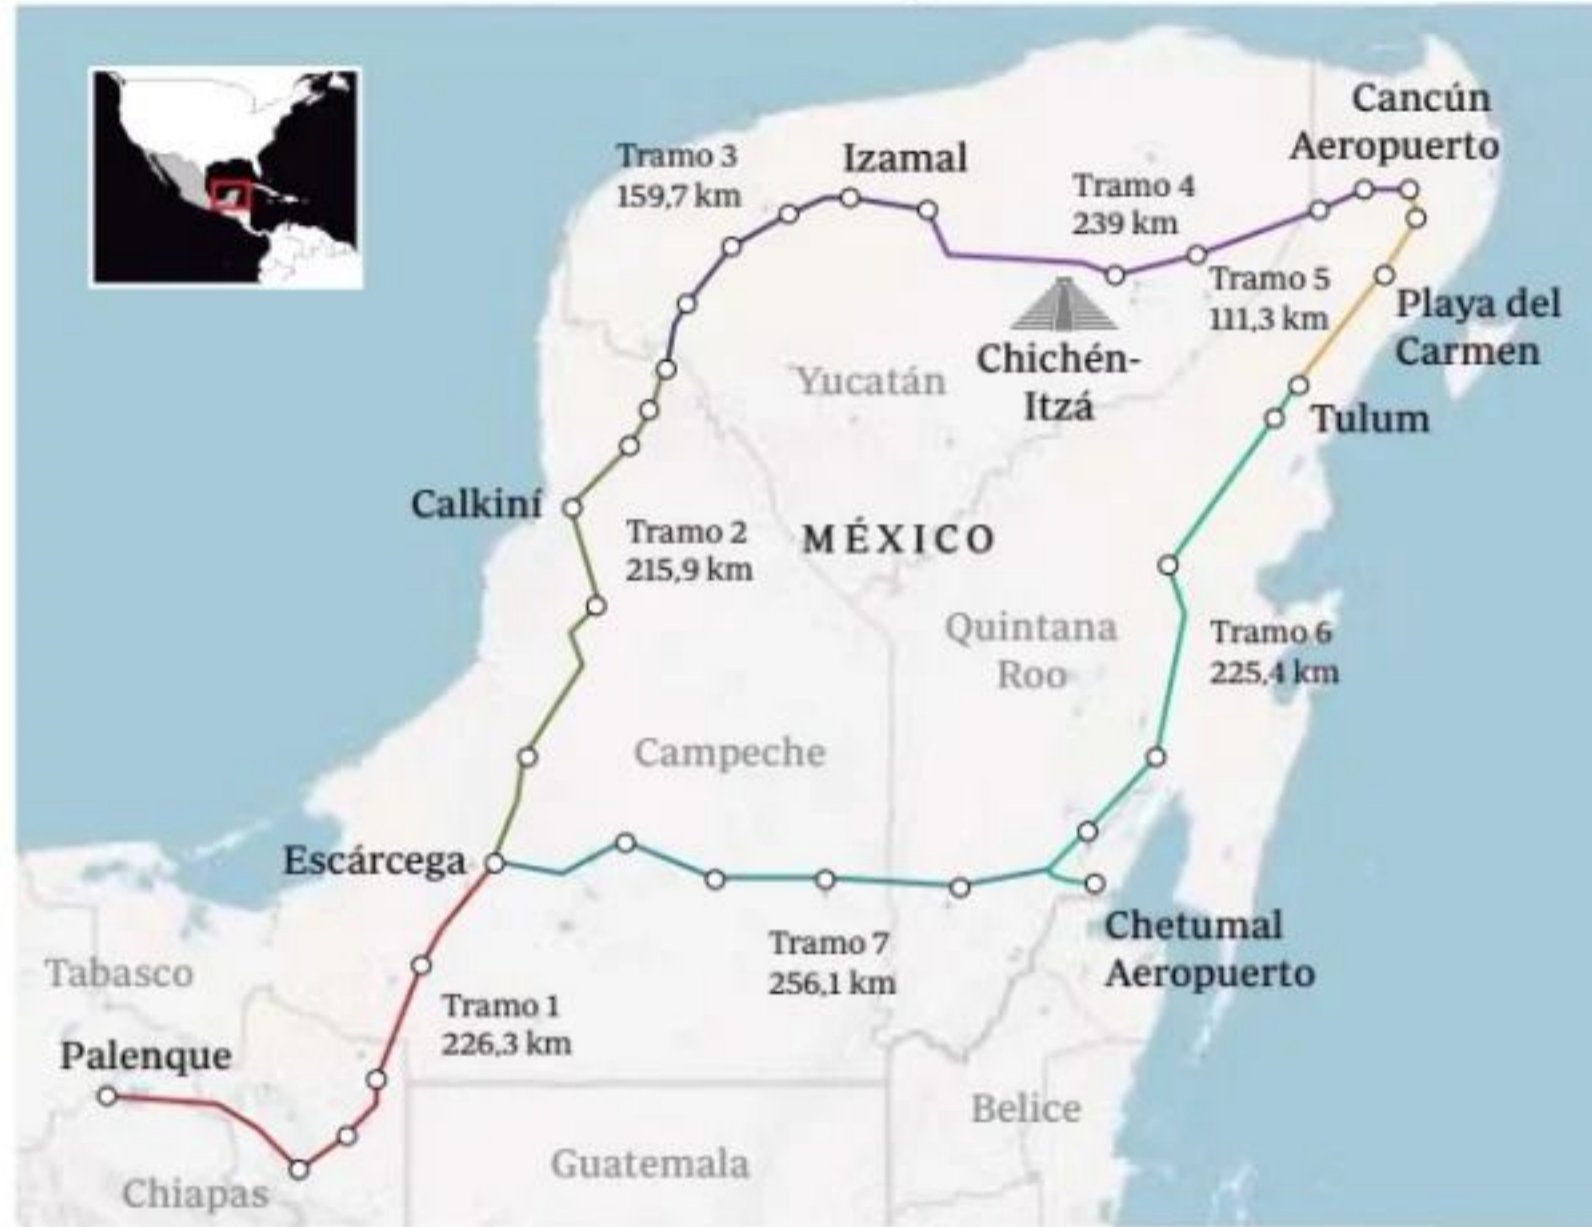 Cancún
Aeropuerto
Tramo 3
159,7 km
Izamal
Tramo 4
239 km
Tramo 5
111,3 km
Playa del
Carmen
Chichén-
Itzá
Yucatán
Tulum
Calkiní
Tramo 2
215,9 km
MÉXICO
Quintana
Roo
Tramo 6
225,4 km
Campeche
Escárcega
Chetumal
Aeropuerto
Tramo 7
256,1 km
Tabasco
Tramo 1
226,3 km
Palenque
Belice
Guatemala
Chiapas